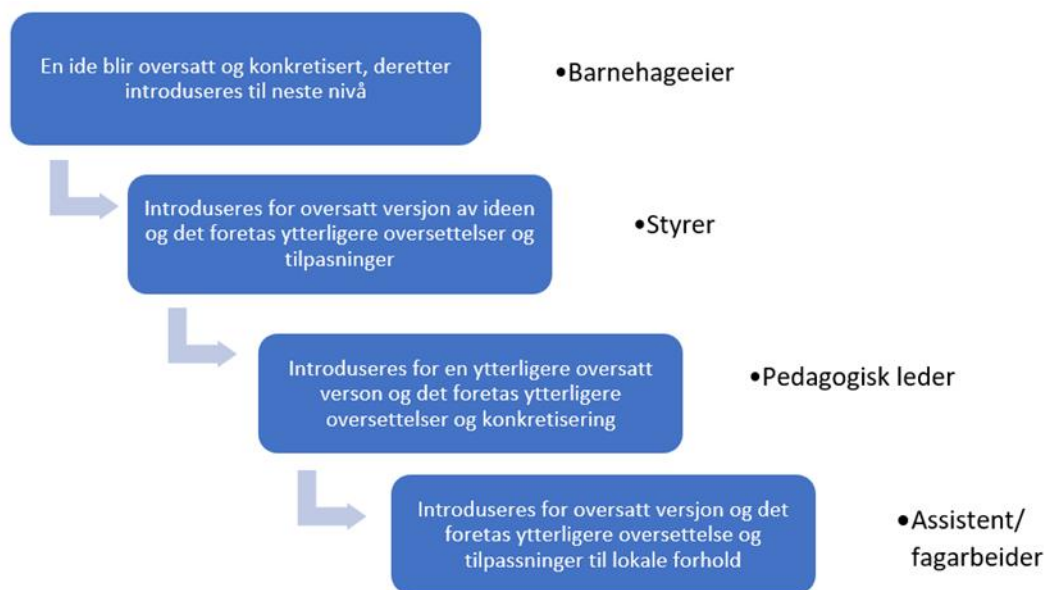 En ide blir oversatt og konkretisert, deretter
introduseres til neste nivå
•Barnehageeier
Introduseres for oversatt versjon av ideen
og det foretas ytterligere oversettelser og
tilpasninger
•Styrer
Introduseres for en ytterligere oversatt
verson og det foretas ytterligere
oversettelser og konkretisering
•Pedagogisk leder
Introduseres for oversatt versjon og det
foretas ytterligere oversettelse og
tilpassninger til lokale forhold
•Assistent/
fagarbeider